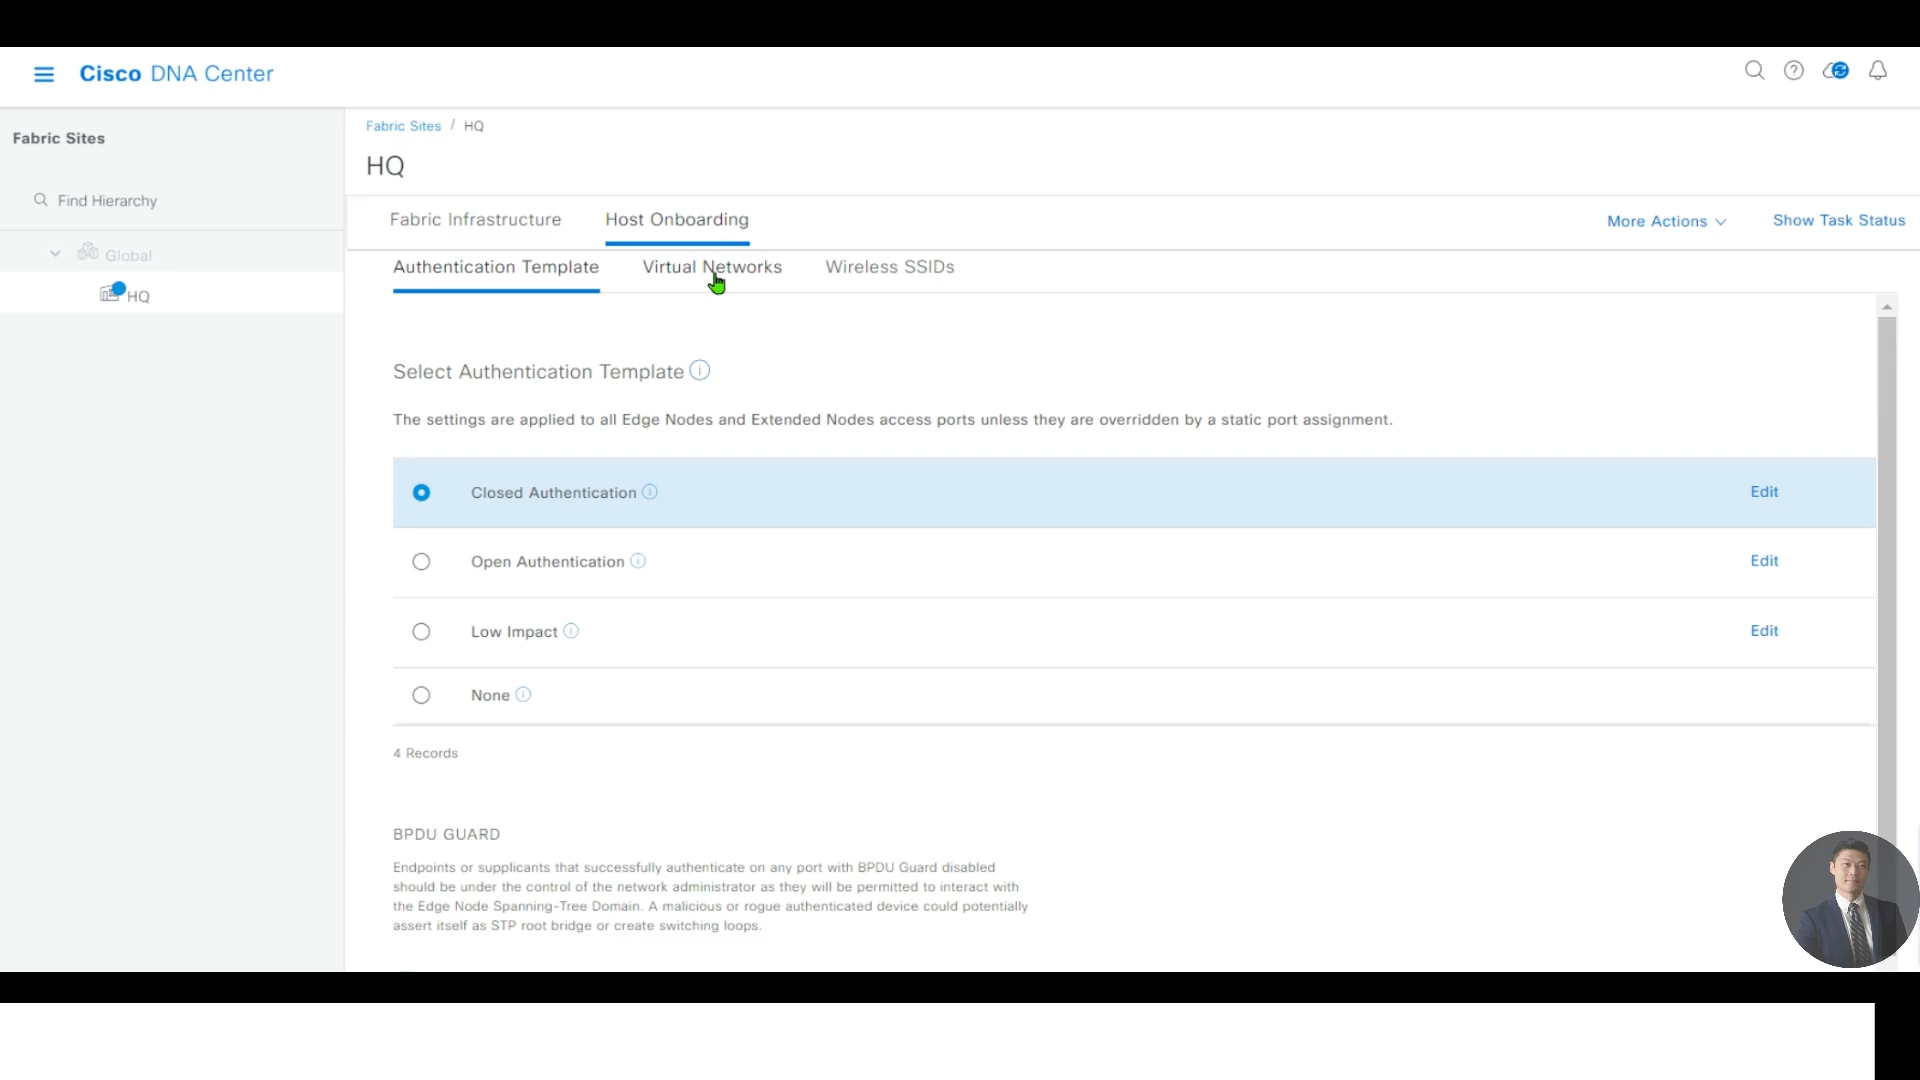 Cisco DNA Center
Fabric Sites
Find Hierarchy
Global
HQ
Fabric Sites / HQ
HQ
Fabric Infrastructure
Host Onboarding
More Actions
Show Task Status
Authentication Template
Virtual Networks
Wireless SSIDs
Select Authentication Template
The settings are applied to all Edge Nodes and Extended Nodes access ports unless they are overridden by a static port assignment.
Closed Authentication Edit
Open Authentication Edit
Low Impact Edit
None
4 Records
BPDU GUARD
Endpoints or supplicants that successfully authenticate on any port with BPDU Guard disabled
should be under the control of the network administrator as they will be permitted to interact with
the Edge Node Spanning-Tree Domain. A malicious or rogue authenticated device could potentially
assert itself as STP root bridge or create switching loops.